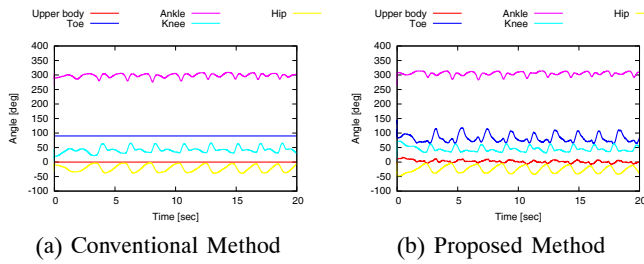 Upper body Ankle Hip
Toe Knee
Upper body Ankle Hip
Toe Knee
400
350
300
250
200
150
100
50
0
-50
-100
Angle [deg]
0 5 10 15 20
Time [sec]
400
350
300
250
200
150
100
50
0
-50
-100
Angle [deg]
0 5 10 15 20
Time [sec]
(a) Conventional Method
(b) Proposed Method